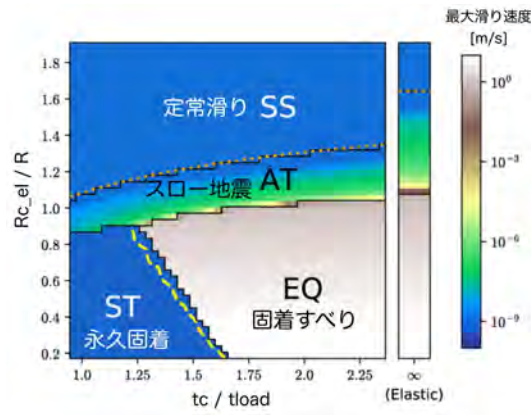 最大滑り速度
[m/s]
定常滑り SS
スロー地震 AT
ST
永久固着
EQ
固着すべり
Rc_el / R
1.8
1.6
1.4
1.2
1.0
0.8
0.6
0.4
0.2
1.0
1.25
1.50
1.75
2.00
2.25
tc / tload
∞
(Elastic)
10⁰
10⁻³
10⁻⁶
10⁻⁹